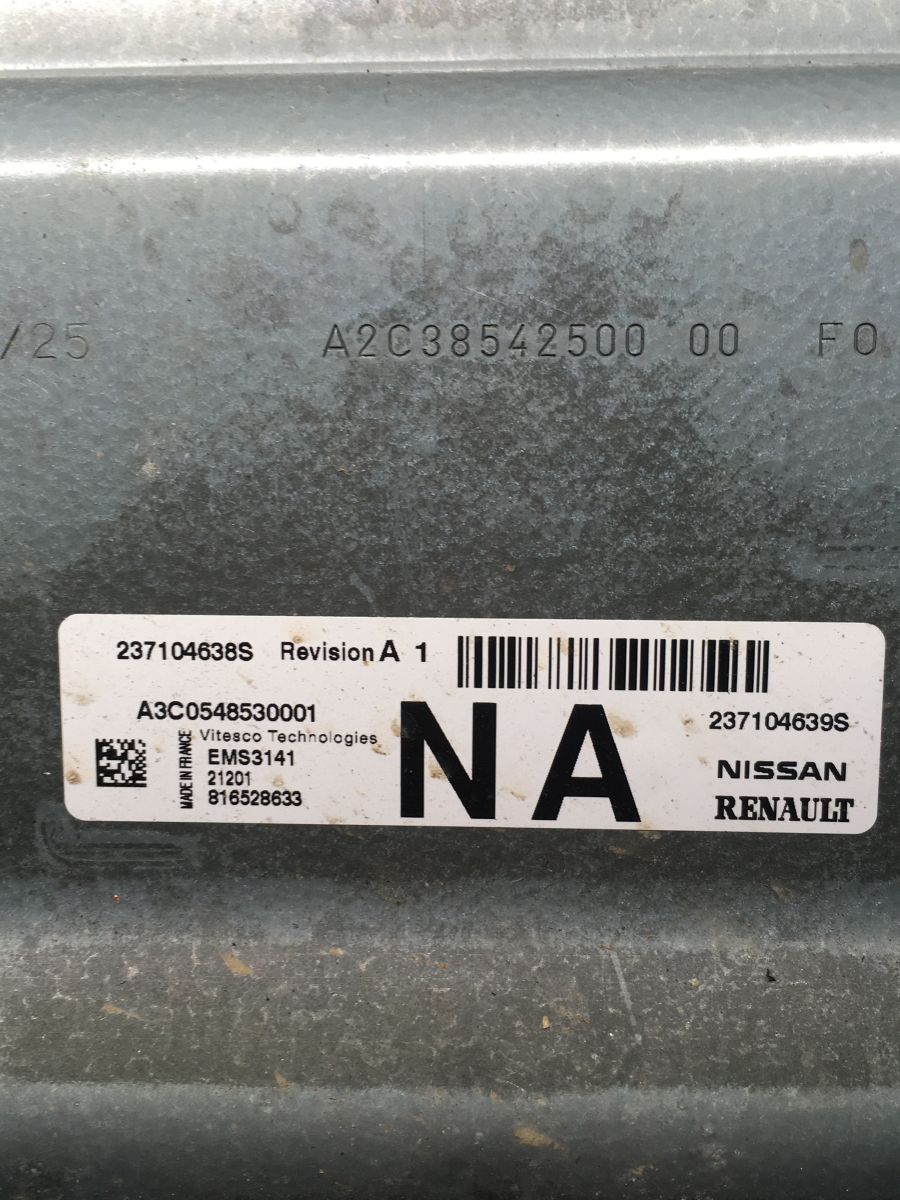 /25 A2C38542500 00 F0
237104638S Revision A 1
A3C0548530001
Vitesco Technologies
EMS3141
21201
816528633
MADE IN FRANCE
NA
237104639S
NISSAN
RENAULT